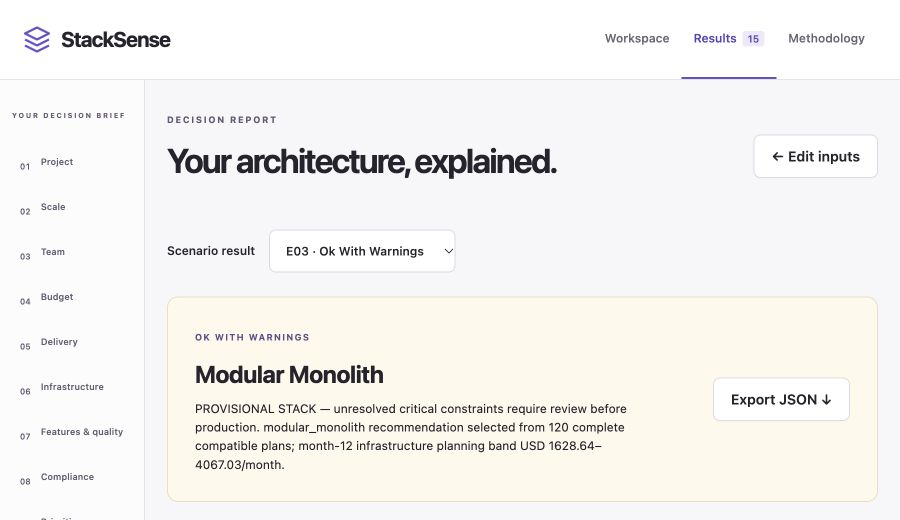 StackSense
Workspace
Results 15
Methodology
YOUR DECISION BRIEF
01 Project
02 Scale
03 Team
04 Budget
05 Delivery
06 Infrastructure
07 Features & quality
08 Compliance
DECISION REPORT
Your architecture, explained.
← Edit inputs
Scenario result
E03 · Ok With Warnings
OK WITH WARNINGS
Modular Monolith
PROVISIONAL STACK — unresolved critical constraints require review before
production. modular_monolith recommendation selected from 120 complete
compatible plans; month-12 infrastructure planning band USD 1628.64–
4067.03/month.
Export JSON ↓